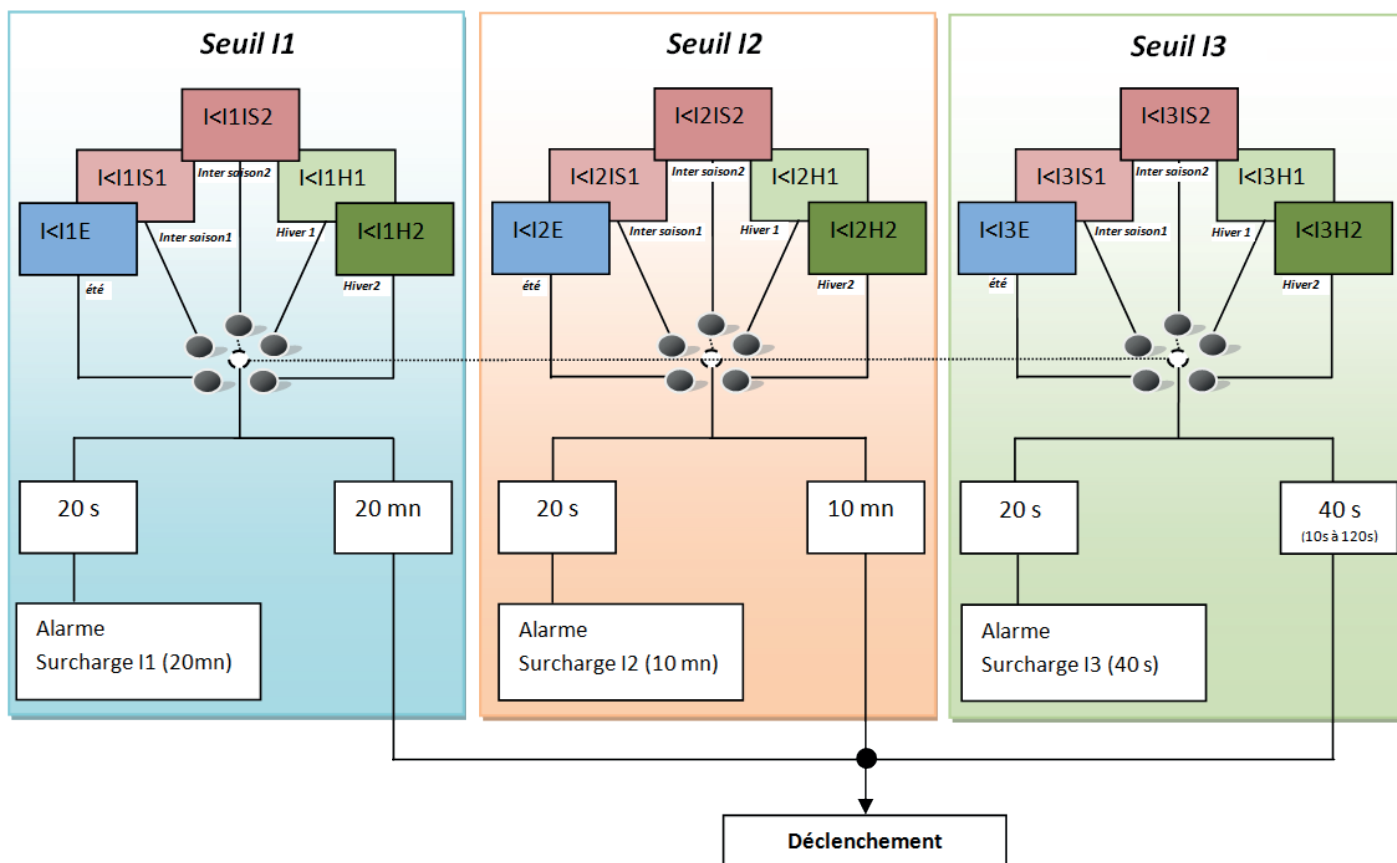 Seuil I1
I<I1IS2
I<I1IS1
Inter saison2
I<I1H1
I<I1E
Inter saison1
Hiver 1
I<I1H2
été
Hiver2
20 s
20 mn
Alarme
Surcharge I1 (20mn)
Seuil I2
I<I2IS2
I<I2IS1
Inter saison2
I<I2H1
I<I2E
Inter saison1
Hiver 1
I<I2H2
été
Hiver2
20 s
10 mn
Alarme
Surcharge I2 (10 mn)
Seuil I3
I<I3IS2
I<I3IS1
Inter saison2
I<I3H1
I<I3E
Inter saison1
Hiver 1
I<I3H2
été
Hiver2
20 s
40 s
(10s à 120s)
Alarme
Surcharge I3 (40 s)
Déclenchement